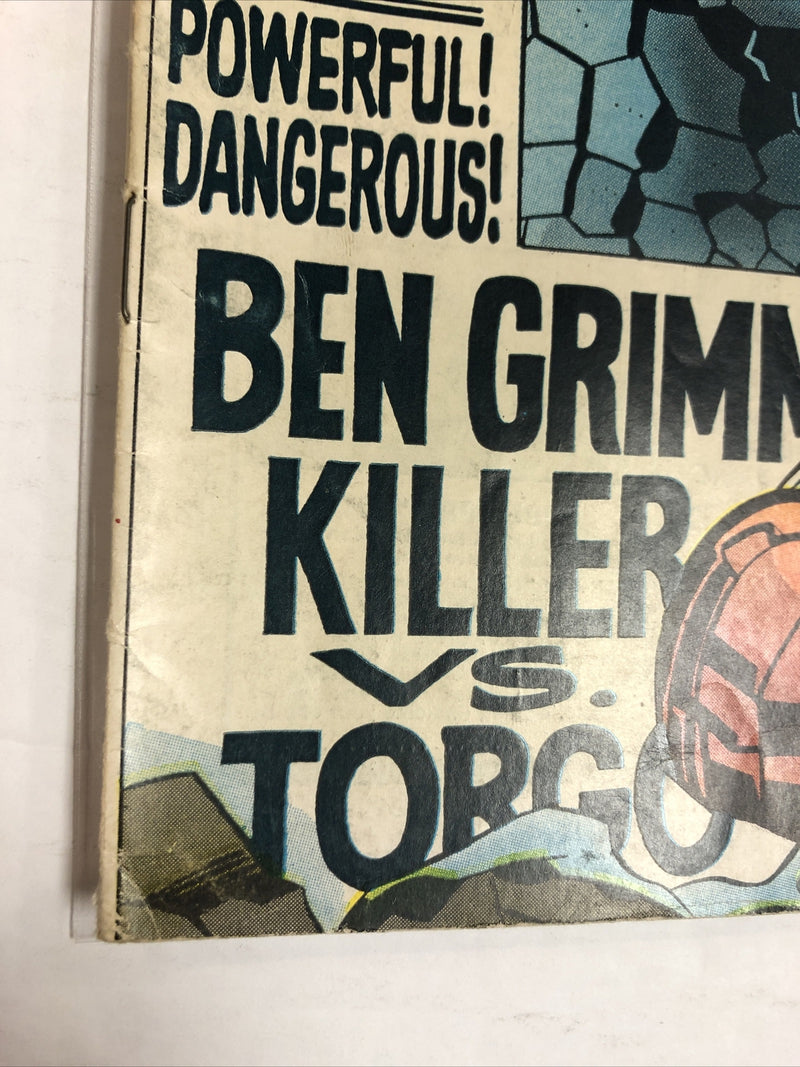 POWERFUL!
DANGEROUS!
BEN GRIMM
KILLER
VS.
TORGO